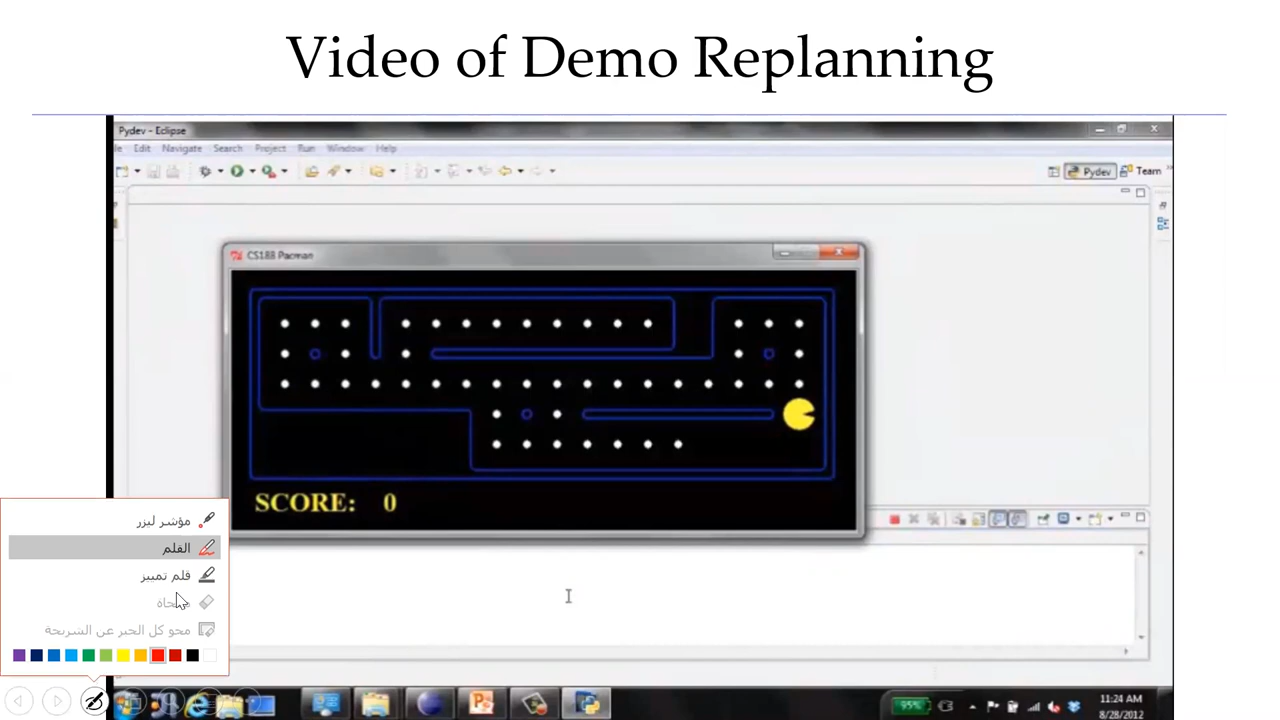 Video of Demo Replanning
Pydev - Eclipse
Edit Navigate Search Project Run Window Help
Pydev Team
CS188 Pacman
SCORE: 0
مؤشر ليزر
القلم
قلم تمييز
محو كل الحبر عن الشريحة
95%
11:24 AM
8/28/2012